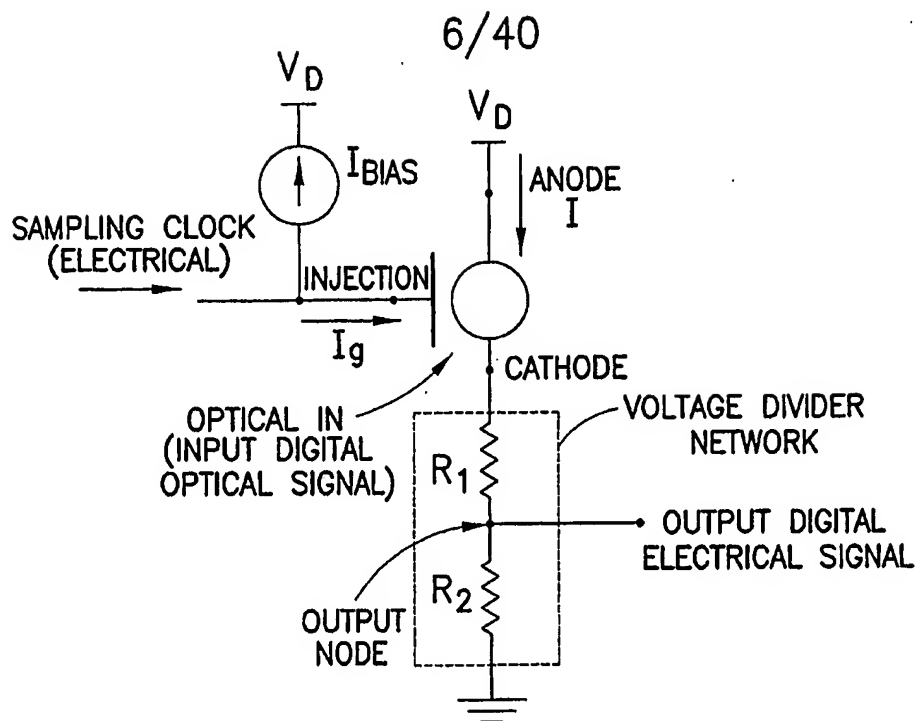 6/40
V_D
V_D
I_BIAS
ANODE
I
SAMPLING CLOCK
(ELECTRICAL)
INJECTION
I_g
CATHODE
OPTICAL IN
(INPUT DIGITAL
OPTICAL SIGNAL)
VOLTAGE DIVIDER
NETWORK
R_1
OUTPUT DIGITAL
ELECTRICAL SIGNAL
R_2
OUTPUT
NODE